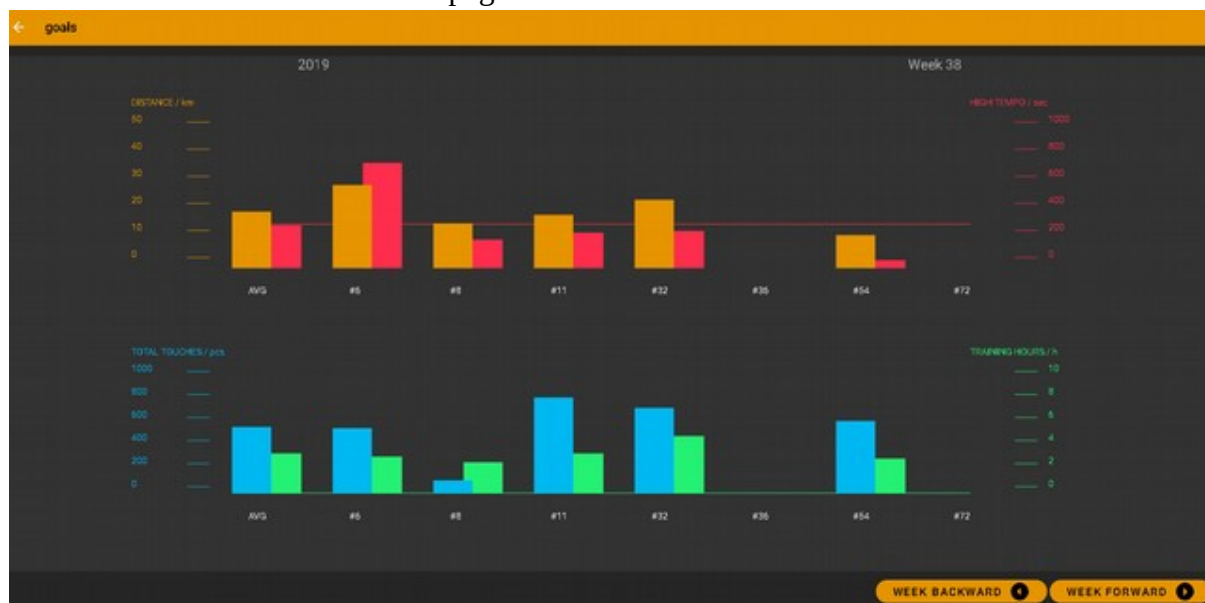 goals
2019 Week 38
DISTANCE / km HIGH TEMPO / sec
50 1000
40 800
30 600
20 400
10 200
0 0
AVG #6 #8 #11 #32 #36 #54 #72
TOTAL TOUCHES / pcs TRAINING HOURS / h
1000 10
800 8
600 6
400 4
200 2
0 0
AVG #6 #8 #11 #32 #36 #54 #72
WEEK BACKWARD WEEK FORWARD